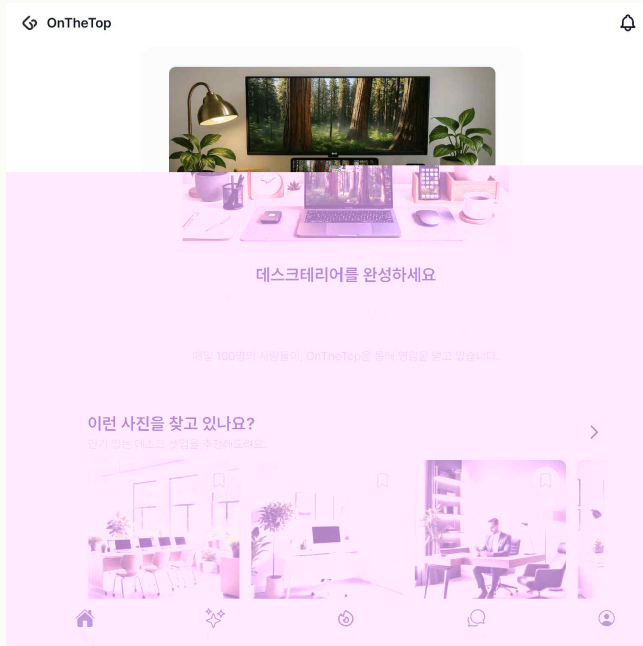 OnTheTop
데스크테리어를 완성하세요
매일 100명의 사람들이, OnTheTop을 통해 영감을 얻고 있습니다.
이런 사진을 찾고 있나요?
인기 있는 데스크 셋업을 추천해드려요.